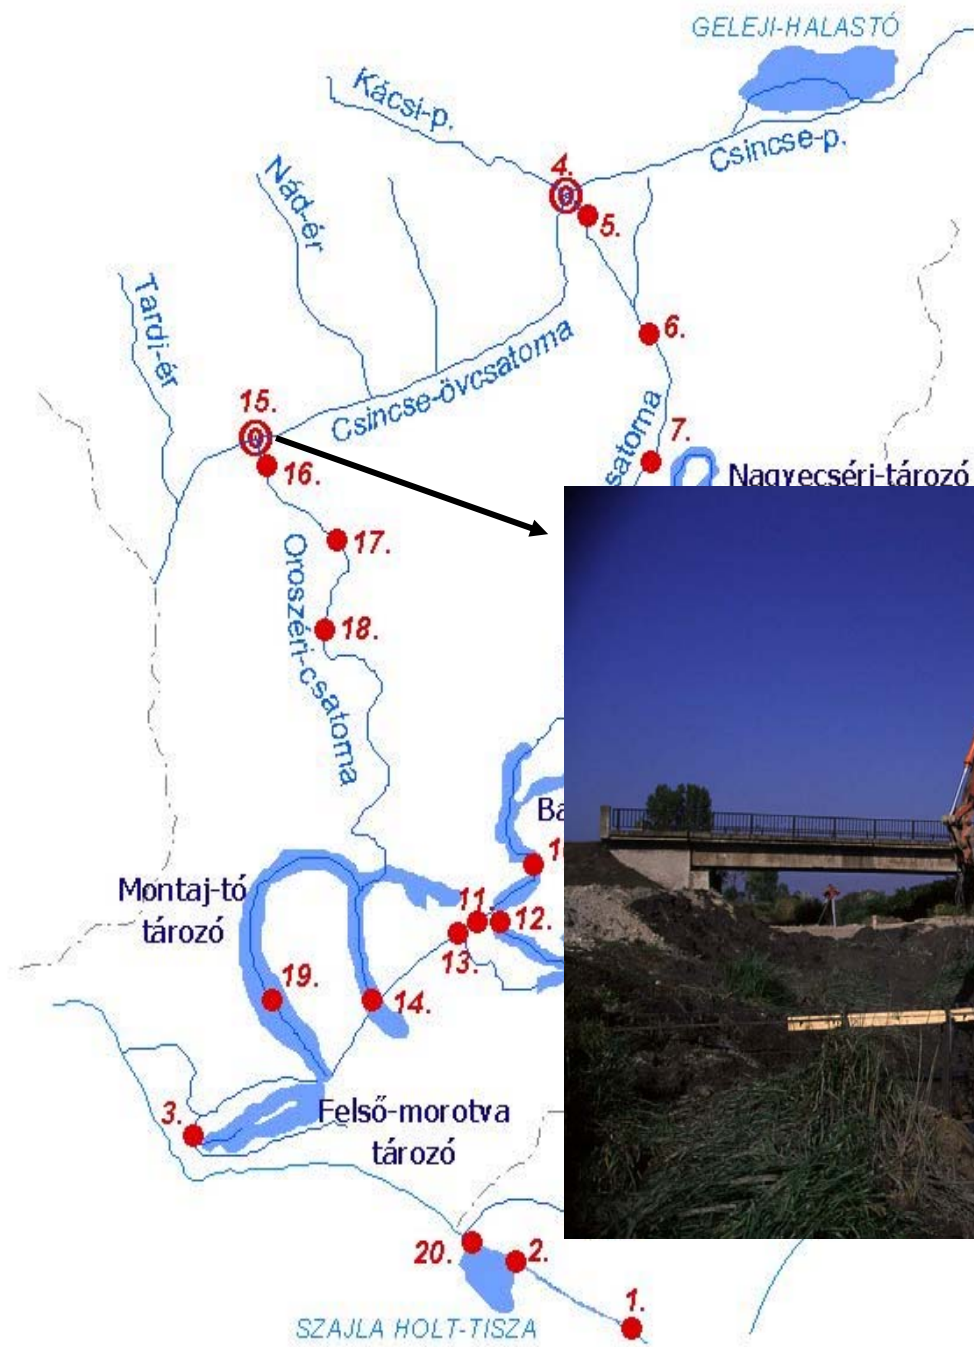 GELEJI-HALASTÓ
Kácsi-p.
Csincse-p.
4.
5.
Nád-ér
Tardi-ér
6.
Csincse-övcsatorna
15.
16.
7.
satorna
Nagyecséri-tározó
17.
Oroszéri-csatorna
18.
Ba
Montaj-tó
tározó
11.
12.
13.
19.
14.
3.
Felső-morotva
tározó
20.
2.
1.
SZAJLA HOLT-TISZA